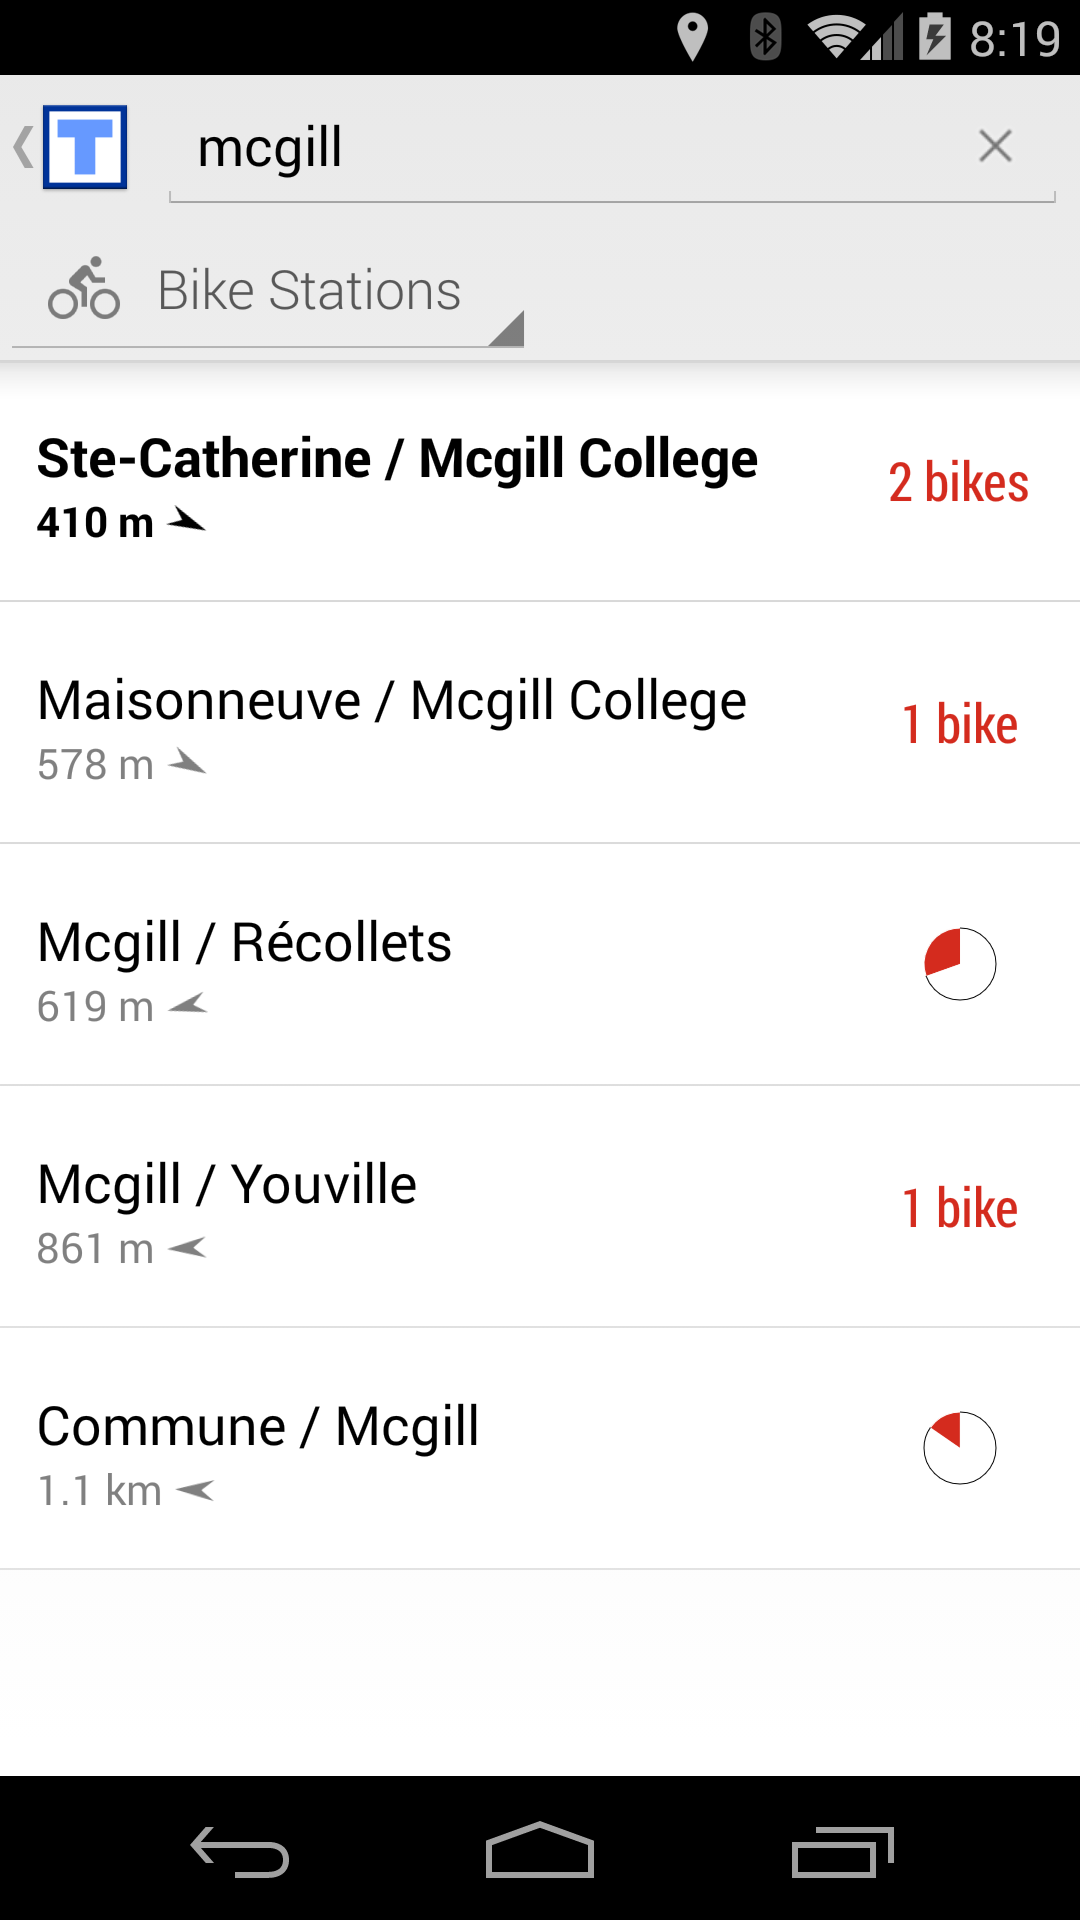 8:19
T
mcgill
Bike Stations
Ste-Catherine / Mcgill College
2 bikes
410 m
Maisonneuve / Mcgill College
1 bike
578 m
Mcgill / Récollets
619 m
Mcgill / Youville
1 bike
861 m
Commune / Mcgill
1.1 km